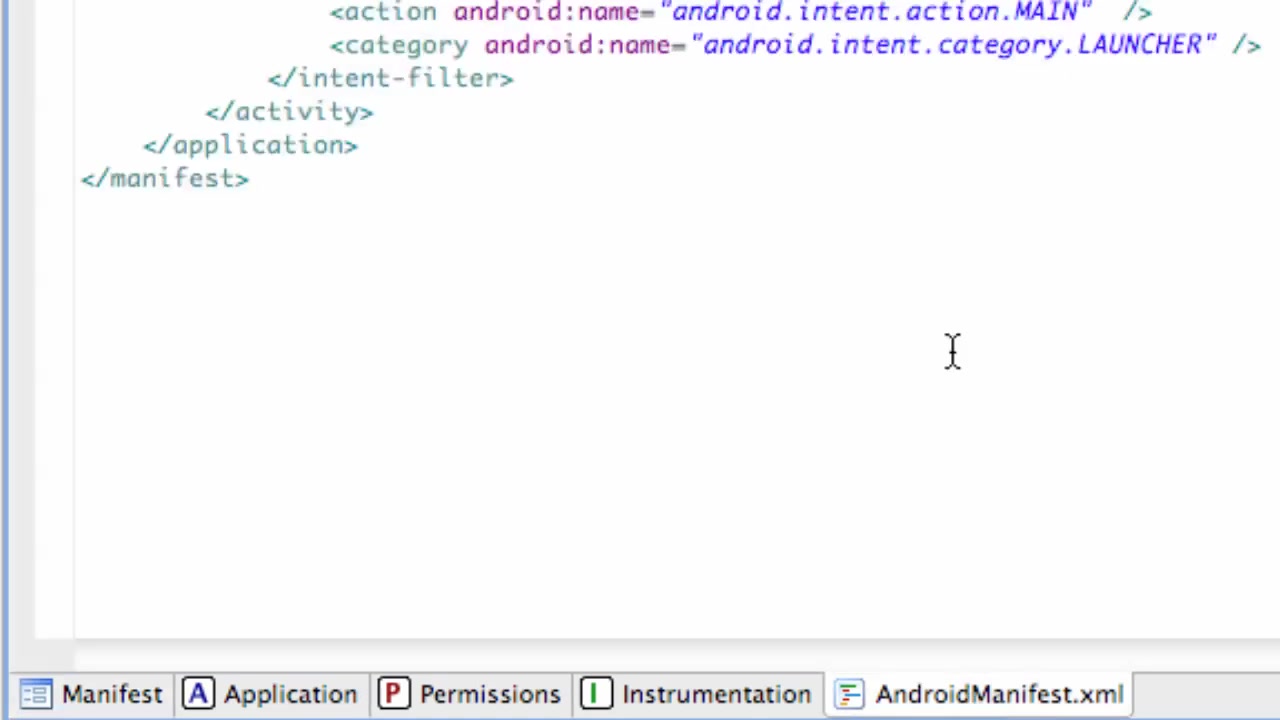 <action android:name="android.intent.action.MAIN"  />
<category android:name="android.intent.category.LAUNCHER" />
</intent-filter>
</activity>
</application>
</manifest>
Manifest A Application P Permissions I Instrumentation AndroidManifest.xml